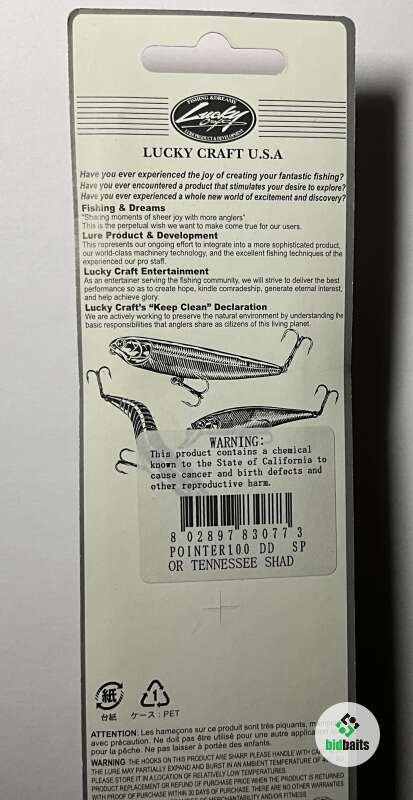 FISHING & DREAMS
Lucky Craft
LURE PRODUCT & DEVELOPMENT
LUCKY CRAFT U.S.A
Have you ever experienced the joy of creating your fantastic fishing?
Have you ever encountered a product that stimulates your desire to explore?
Have you ever experienced a whole new world of excitement and discovery?
Fishing & Dreams
"Sharing moments of sheer joy with more anglers"
This is the perpetual wish we want to make come true for our users.
Lure Product & Development
This represents our ongoing effort to integrate into a more sophisticated product,
our world-class machinery technology, and the excellent fishing techniques of the
experienced our pro staff.
Lucky Craft Entertainment
As an entertainer serving the fishing community, we will strive to deliver the best
performance so as to create hope, kindle comradeship, generate eternal interest,
and help achieve glory.
Lucky Craft's "Keep Clean" Declaration
We are actively working to preserve the natural environment by understanding the
basic responsibilities that anglers share as citizens of this living planet.
WARNING:
This product contains a chemical
known to the State of California to
cause cancer and birth defects and
other reproductive harm.
8 02897 83077 3
POINTER100 DD SP
OR TENNESSEE SHAD
紙
台紙
1
ケース：PET
ATTENTION: Les hameçons sur ce produit sont très piquants,
avec précaution. Ne doit pas être utilisé pour une autre application
pour la pêche. Ne pas laisser à portée des enfants.
WARNING THE HOOKS ON THIS PRODUCT ARE SHARP. PLEASE HANDLE WITH
THE LURE MAY PARTIALLY EXPAND AND BURST IN AN AMBIENT TEMPERATURE OF
PLEASE STORE IT IN A LOCATION OF RELATIVELY LOW TEMPERATURES.
PRODUCT REPLACEMENT OR REFUND OF PURCHASE PRICE WHEN THE PRODUCT IS RETURNED
WITH PROOF OF PURCHASE WITHIN 30 DAYS OF PURCHASE. THERE ARE NO OTHER WARRANTIES
OF MERCHANTABILITY AND/OR FITNESS
bidbaits